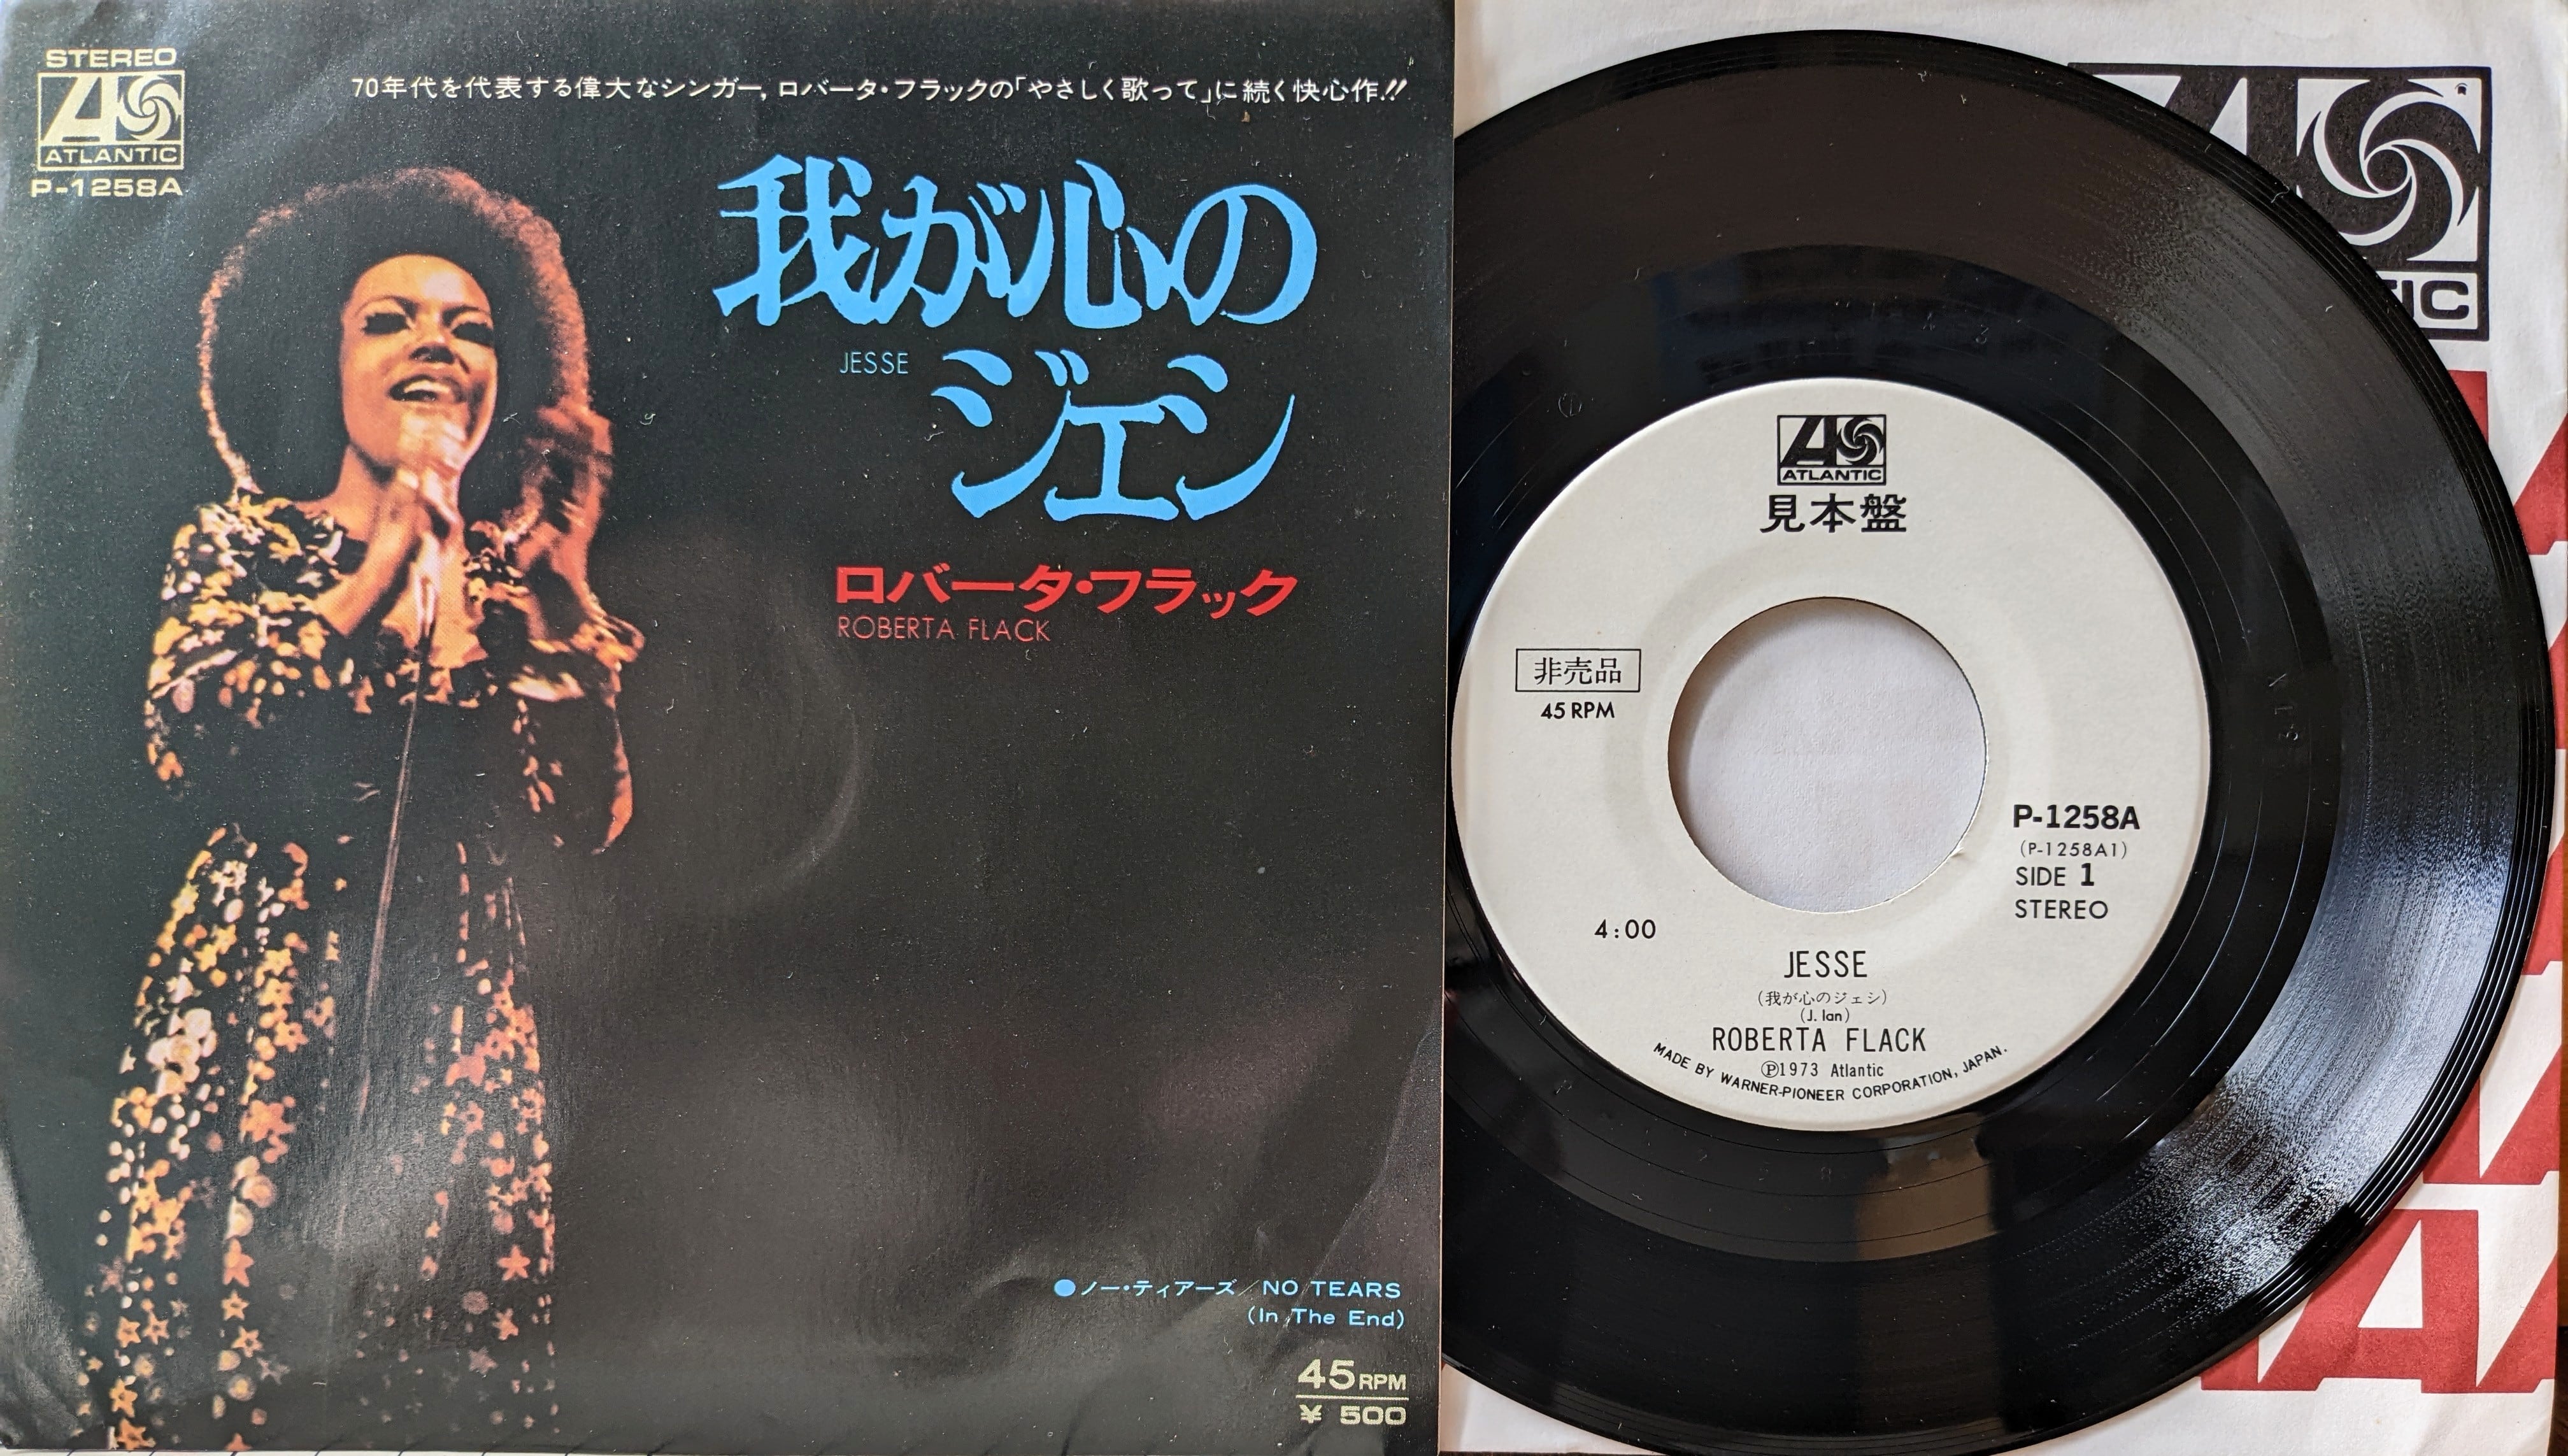 STEREO
ATLANTIC
P-1258A
70年代を代表する偉大なシンガー,ロバータ・フラックの「やさしく歌って」に続く快心作!!
我が心の
JESSE
ジェシ
ロバータ・フラック
ROBERTA FLACK
●ノー・ティアーズ/NO TEARS
(In The End)
45RPM
¥ 500
ATLANTIC
見本盤
非売品
45 RPM
P-1258A
(P-1258A1)
SIDE 1
STEREO
4:00
JESSE
(我が心のジェシ)
(J. Ian)
ROBERTA FLACK
Ⓟ1973 Atlantic
MADE BY WARNER-PIONEER CORPORATION, JAPAN.
TIC